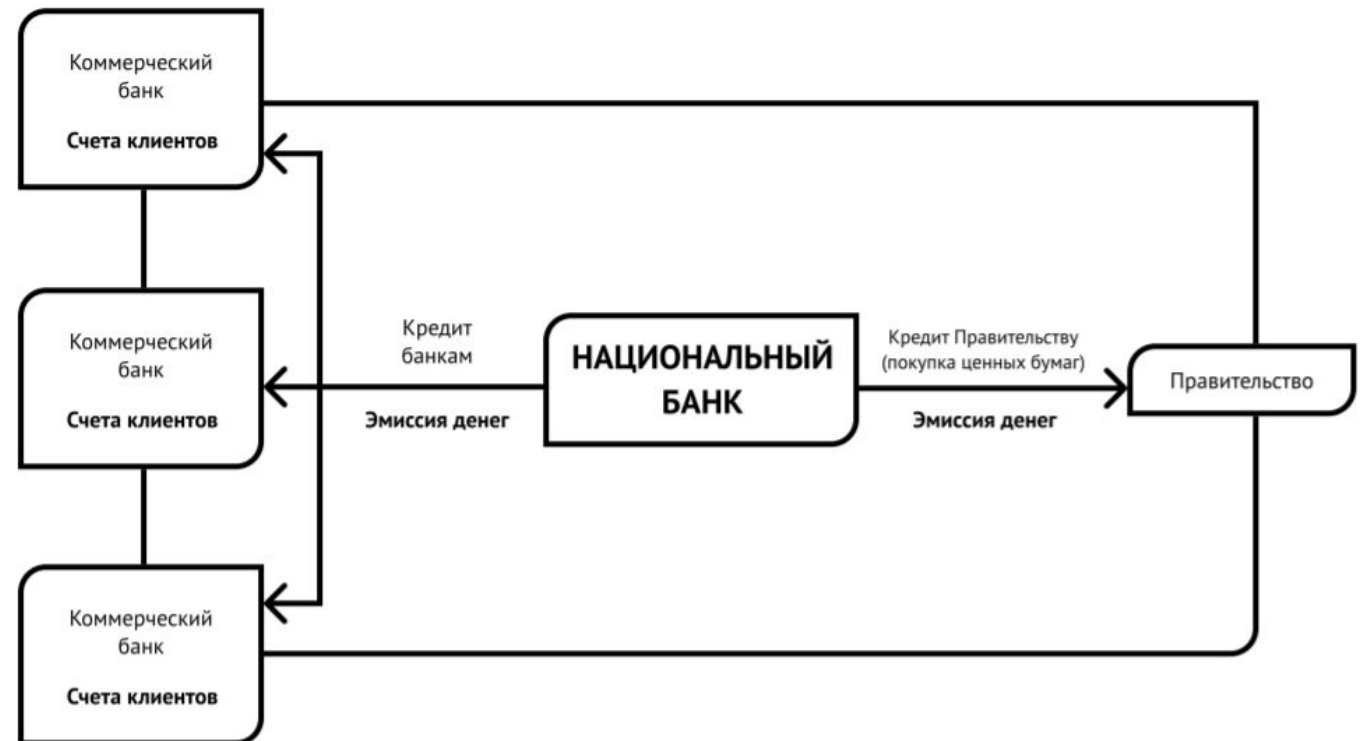 Коммерческий
банк
Счета клиентов
Коммерческий
банк
Счета клиентов
Коммерческий
банк
Счета клиентов
Кредит
банкам
Эмиссия денег
НАЦИОНАЛЬНЫЙ
БАНК
Кредит Правительству
(покупка ценных бумаг)
Эмиссия денег
Правительство